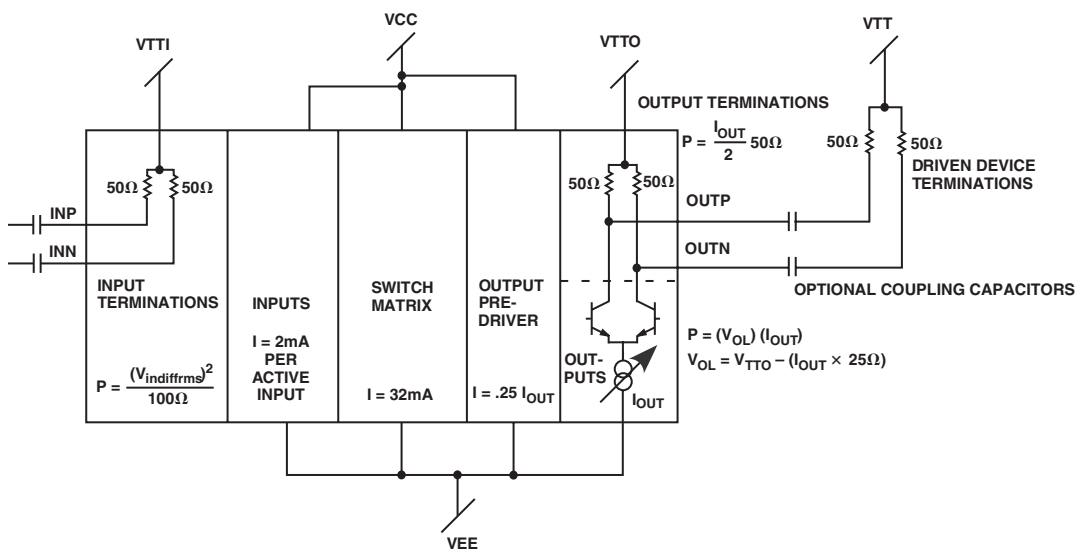 VCC
VTTI
VTTO
VTT
OUTPUT TERMINATIONS
P = I_OUT/2 50Ω
50Ω
50Ω
DRIVEN DEVICE
TERMINATIONS
50Ω
50Ω
50Ω
50Ω
INP
OUTP
INN
OUTN
OPTIONAL COUPLING CAPACITORS
INPUT
TERMINATIONS
P = (V_indiffrms)²/100Ω
INPUTS
I = 2mA
PER
ACTIVE
INPUT
SWITCH
MATRIX
I = 32mA
OUTPUT
PRE-
DRIVER
I = .25 I_OUT
OUT-
PUTS
I_OUT
P = (V_OL) (I_OUT)
V_OL = V_TTO – (I_OUT × 25Ω)
VEE